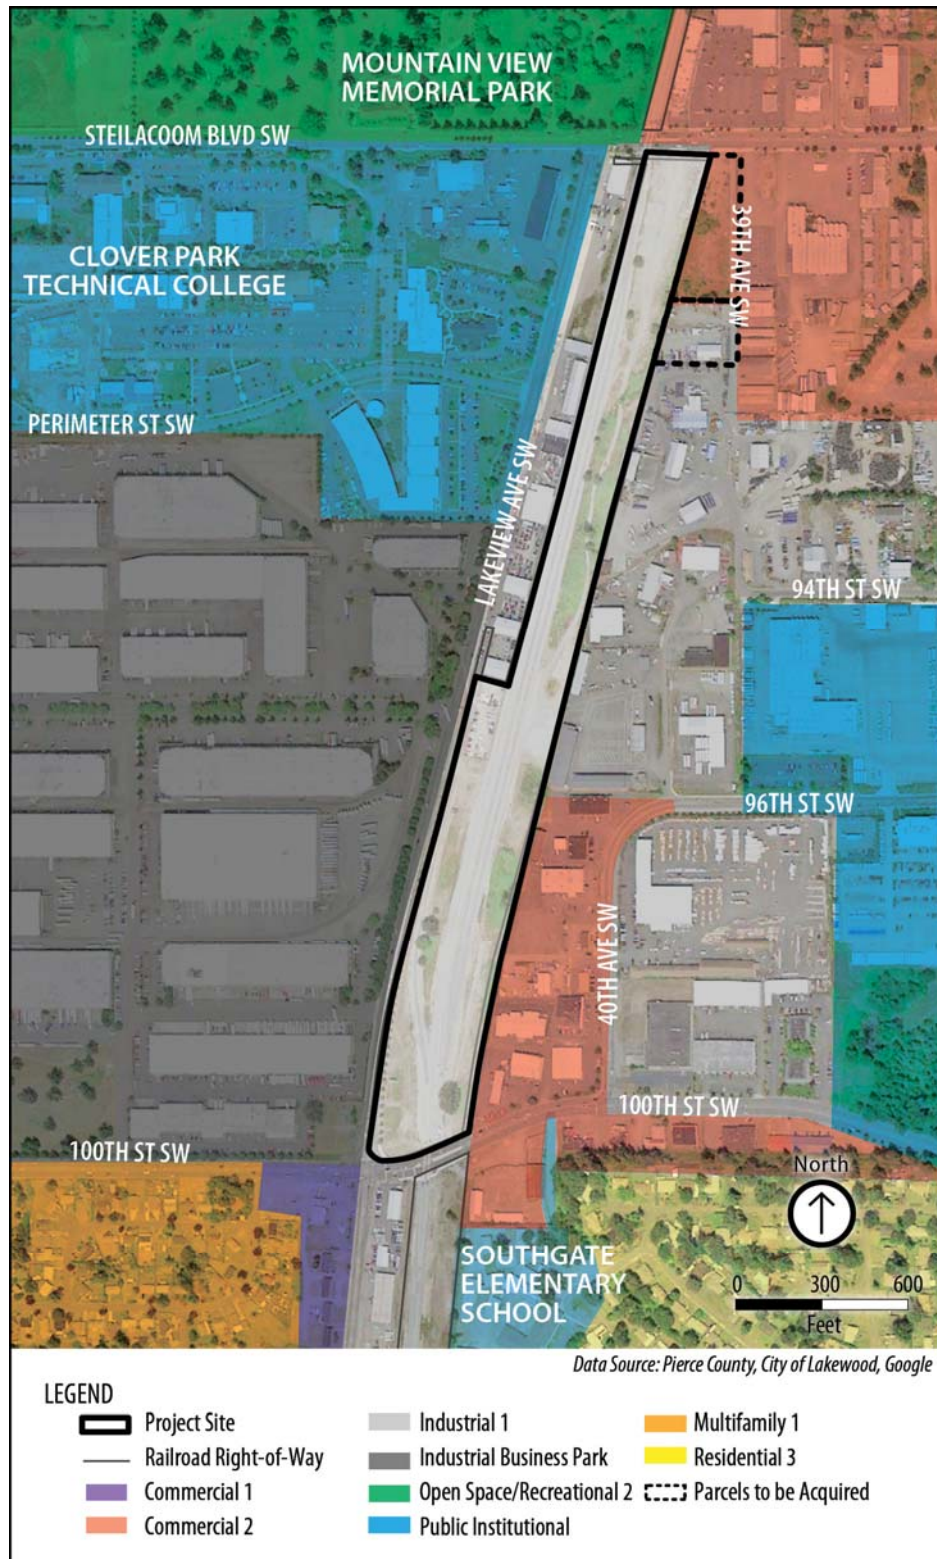 MOUNTAIN VIEW
MEMORIAL PARK
STEILACOOM BLVD SW
CLOVER PARK
TECHNICAL COLLEGE
39TH AVE SW
PERIMETER ST SW
LAKEVIEW AVE SW
94TH ST SW
96TH ST SW
40TH AVE SW
100TH ST SW
100TH ST SW
North
SOUTHGATE
ELEMENTARY
SCHOOL
0 300 600
Feet
Data Source: Pierce County, City of Lakewood, Google
LEGEND
Project Site
Railroad Right-of-Way
Commercial 1
Commercial 2
Industrial 1
Industrial Business Park
Open Space/Recreational 2
Public Institutional
Multifamily 1
Residential 3
Parcels to be Acquired